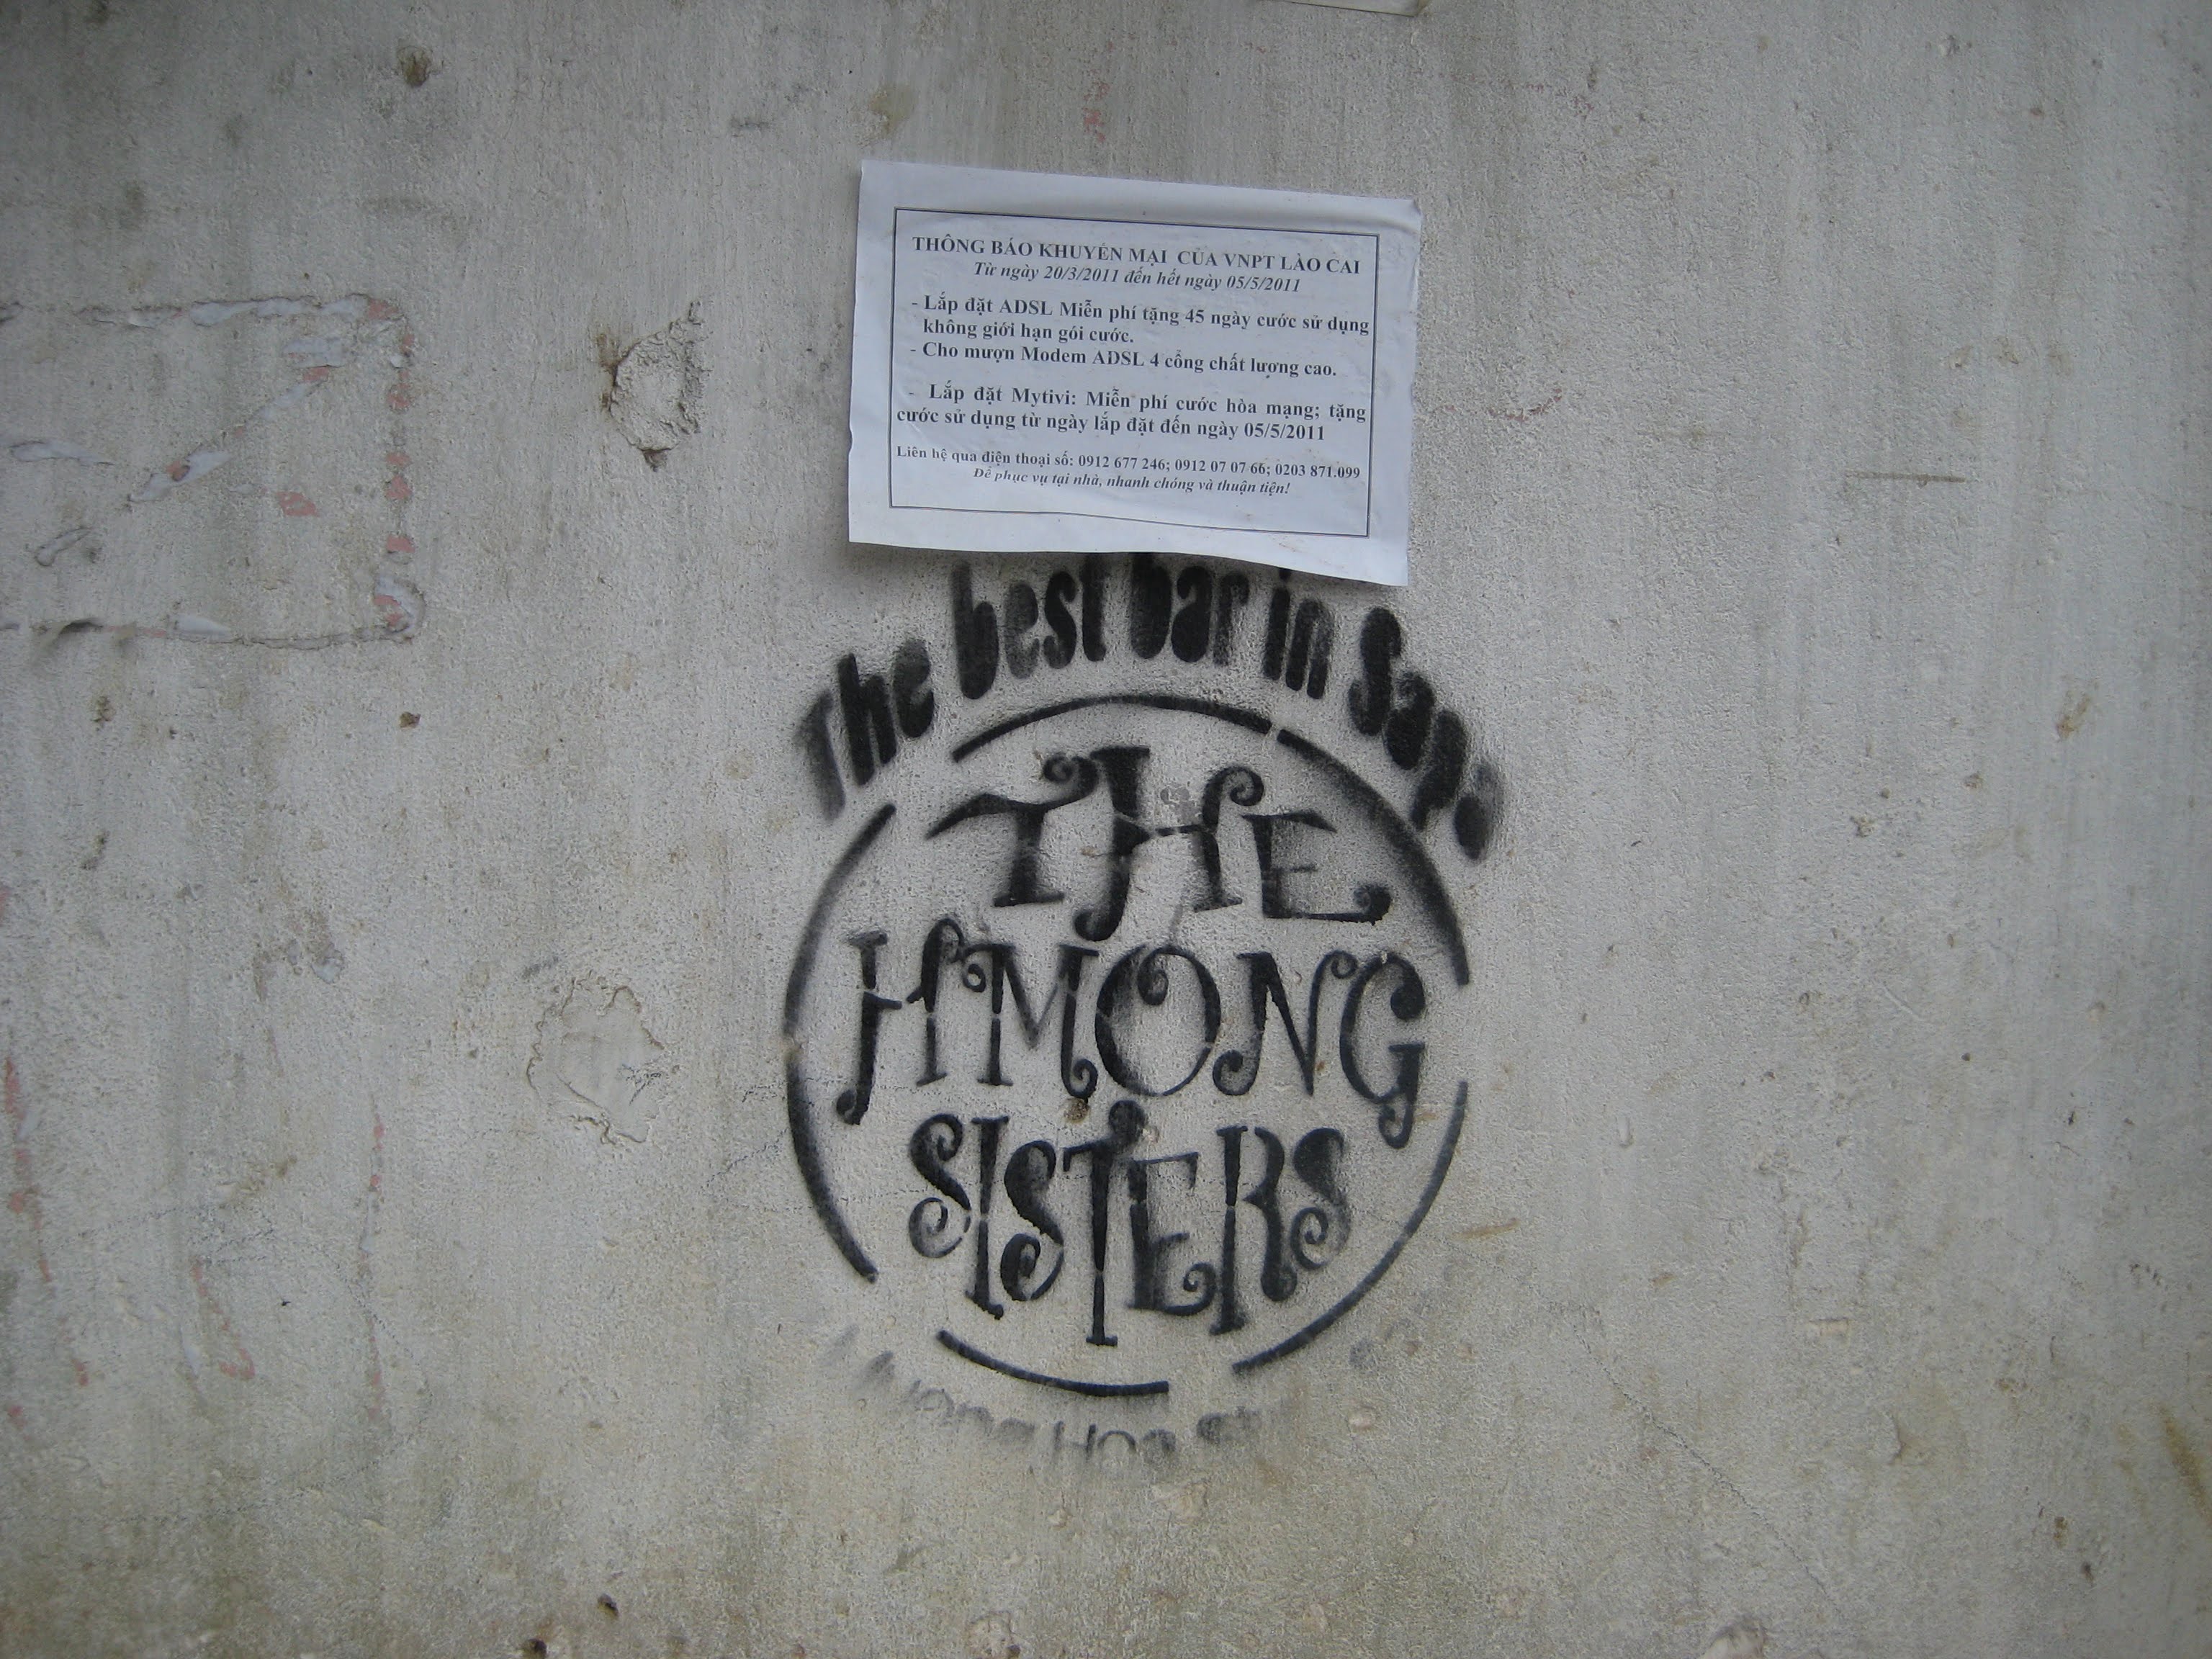 THÔNG BÁO KHUYẾN MẠI CỦA VNPT LÀO CAI
Từ ngày 20/3/2011 đến hết ngày 05/5/2011
- Lắp đặt ADSL Miễn phí tặng 45 ngày cước sử dụng
không giới hạn gói cước.
- Cho mượn Modem ADSL 4 cổng chất lượng cao.
- Lắp đặt Mytivi: Miễn phí cước hòa mạng; tặng
cước sử dụng từ ngày lắp đặt đến ngày 05/5/2011
Liên hệ qua điện thoại số: 0912 677 246; 0912 07 07 66; 0203 871.099
Để phục vụ tại nhà, nhanh chóng và thuận tiện!
The best bar in Sapa
THE
HMONG
SISTERS
Hoa